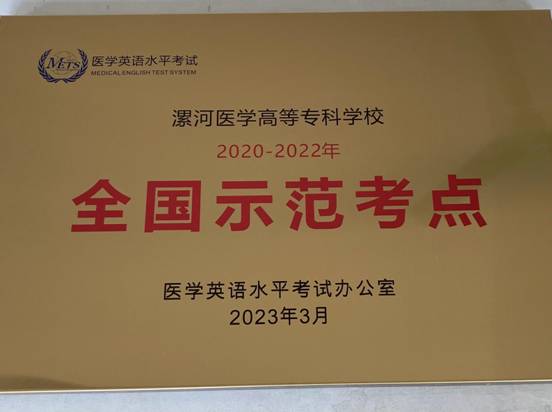 METS
医学英语水平考试
MEDICAL ENGLISH TEST SYSTEM
漯河医学高等专科学校
2020-2022年
全国示范考点
医学英语水平考试办公室
2023年3月